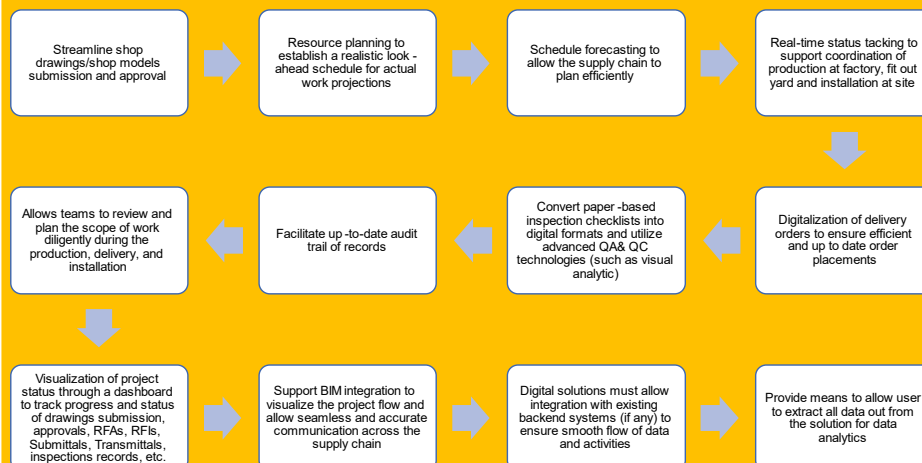 Streamline shop
drawings/shop models
submission and approval
Resource planning to
establish a realistic look -
ahead schedule for actual
work projections
Schedule forecasting to
allow the supply chain to
plan efficiently
Real-time status tacking to
support coordination of
production at factory, fit out
yard and installation at site
Digitalization of delivery
orders to ensure efficient
and up to date order
placements
Convert paper -based
inspection checklists into
digital formats and utilize
advanced QA& QC
technologies (such as visual
analytic)
Facilitate up -to-date audit
trail of records
Allows teams to review and
plan the scope of work
diligently during the
production, delivery, and
installation
Visualization of project
status through a dashboard
to track progress and status
of drawings submission,
approvals, RFAs, RFIs,
Submittals, Transmittals,
inspections records, etc.
Support BIM integration to
visualize the project flow and
allow seamless and accurate
communication across the
supply chain
Digital solutions must allow
integration with existing
backend systems (if any) to
ensure smooth flow of data
and activities
Provide means to allow user
to extract all data out from
the solution for data
analytics